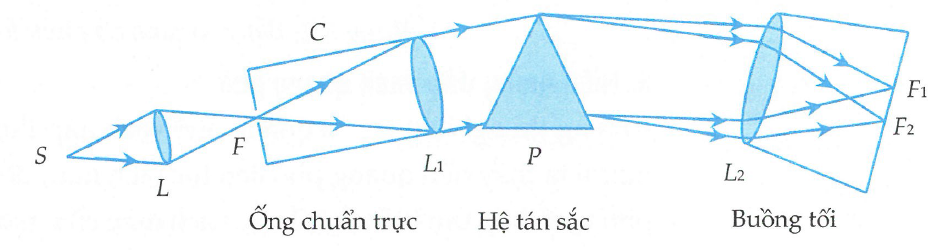 C
S
L
F
L1
P
L2
F1
F2
Ống chuẩn trực
Hệ tán sắc
Buồng tối